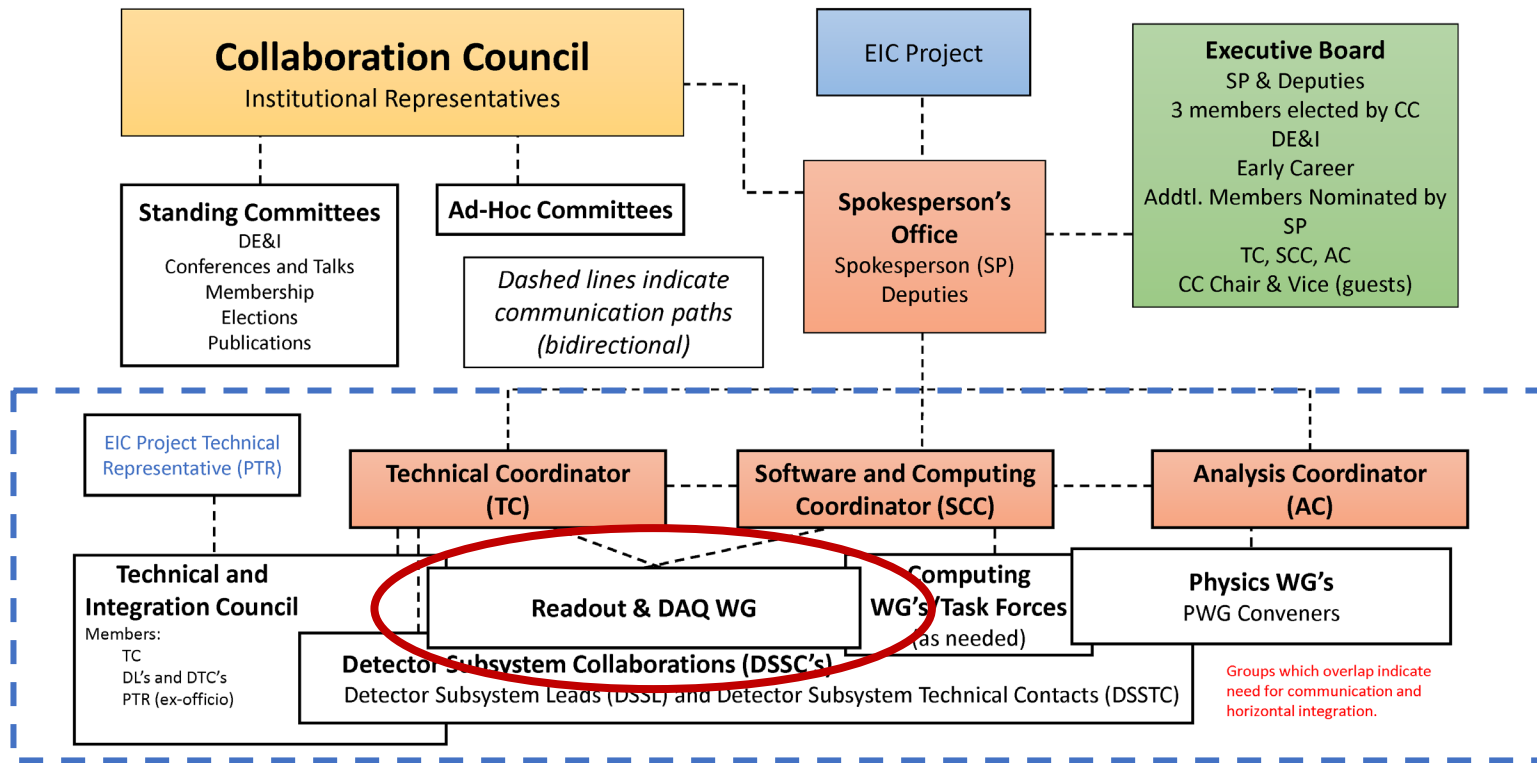 Collaboration Council
Institutional Representatives
EIC Project
Executive Board
SP & Deputies
3 members elected by CC
DE&I
Early Career
Addtl. Members Nominated by
SP
TC, SCC, AC
CC Chair & Vice (guests)
Standing Committees
DE&I
Conferences and Talks
Membership
Elections
Publications
Ad-Hoc Committees
Dashed lines indicate
communication paths
(bidirectional)
Spokesperson's
Office
Spokesperson (SP)
Deputies
EIC Project Technical
Representative (PTR)
Technical Coordinator
(TC)
Software and Computing
Coordinator (SCC)
Analysis Coordinator
(AC)
Technical and
Integration Council
Members:
TC
DL's and DTC's
PTR (ex-officio)
Readout & DAQ WG
Computing
WG's/Task Forces
(as needed)
Physics WG's
PWG Conveners
Detector Subsystem Collaborations (DSSC's)
Detector Subsystem Leads (DSSL) and Detector Subsystem Technical Contacts (DSSTC)
Groups which overlap indicate
need for communication and
horizontal integration.